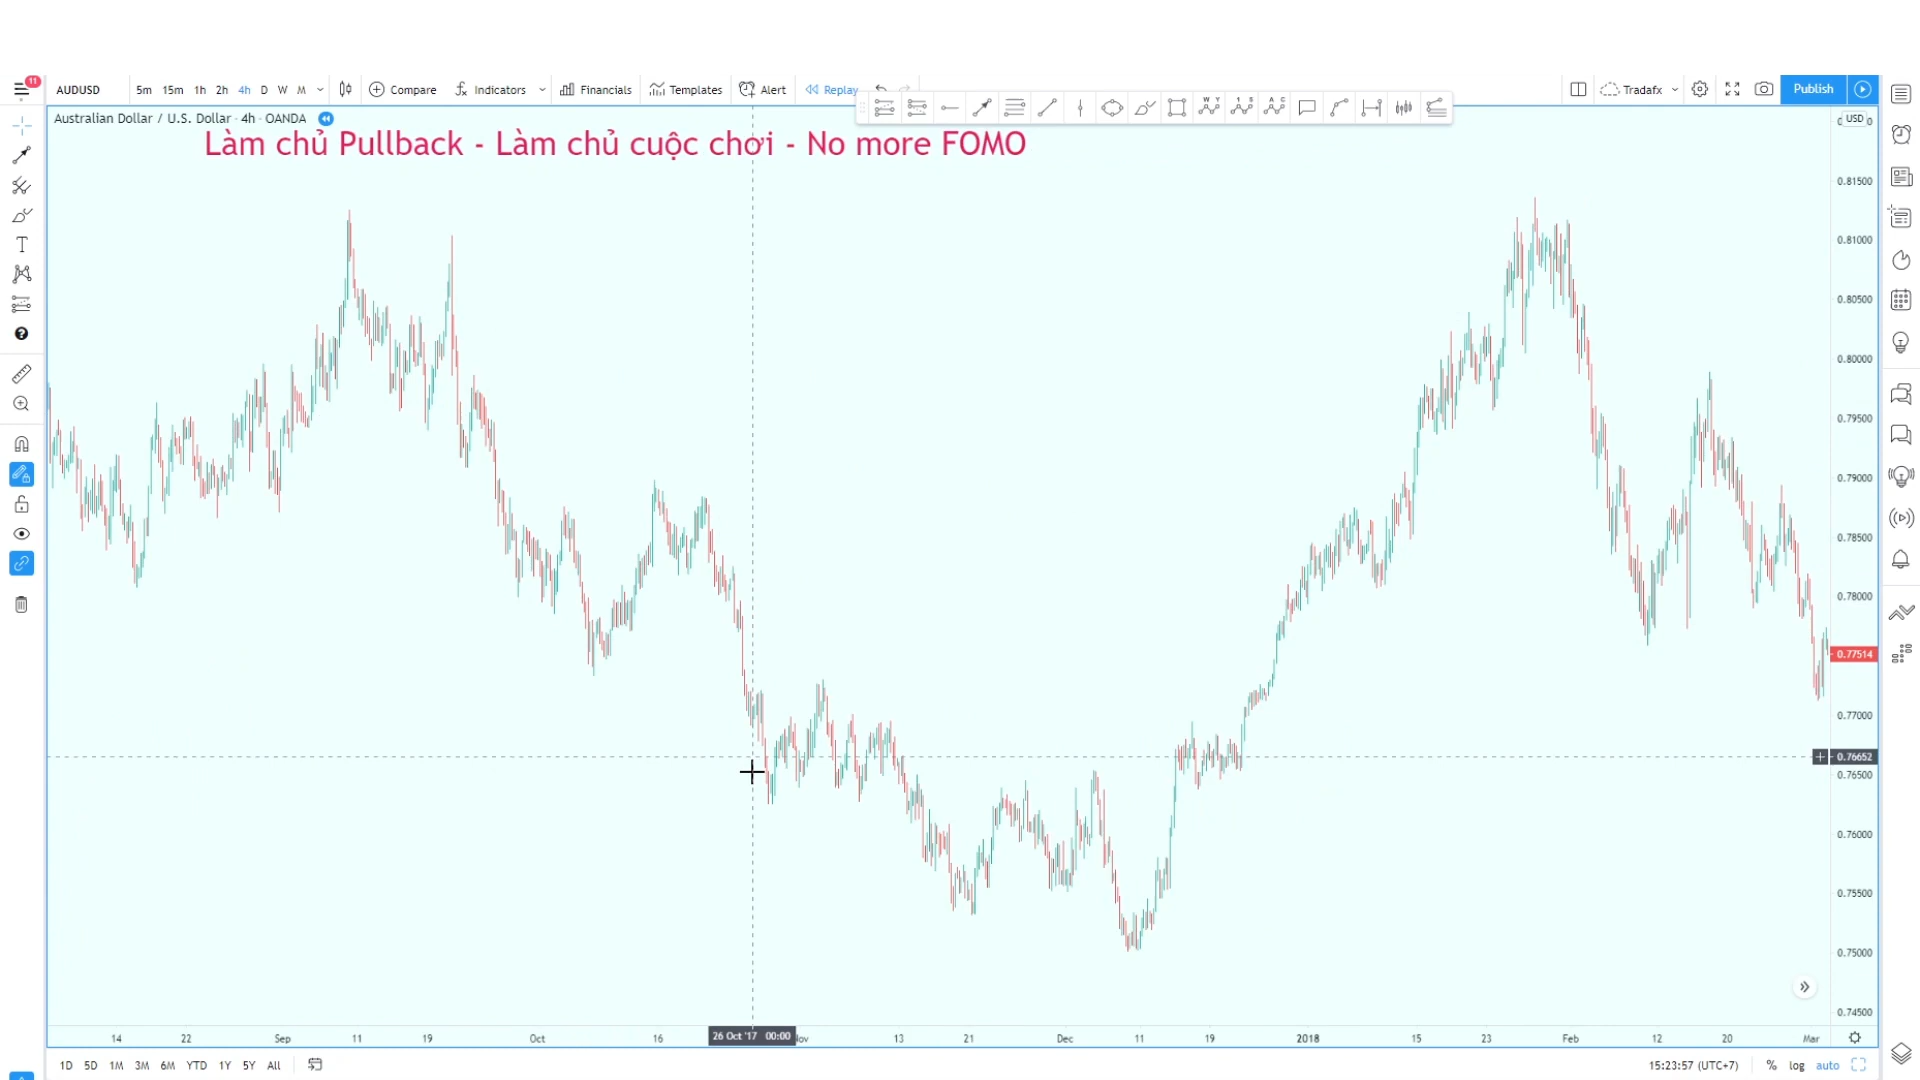 11
AUDUSD 5m 15m 1h 2h 4h D W M Compare Indicators Financials Templates Alert Replay Tradafx Publish
Australian Dollar / U.S. Dollar · 4h · OANDA
USD
Làm chủ Pullback - Làm chủ cuộc chơi - No more FOMO
0.81500
0.81000
0.80500
0.80000
0.79500
0.79000
0.78500
0.78000
0.77514
0.77000
0.76652
0.76500
0.76000
0.75500
0.75000
0.74500
14 22 Sep 11 19 Oct 16 26 Oct '17 00:00 13 21 Dec 11 19 2018 15 23 Feb 12 20 Mar
1D 5D 1M 3M 6M YTD 1Y 5Y All 15:23:57 (UTC+7) % log auto